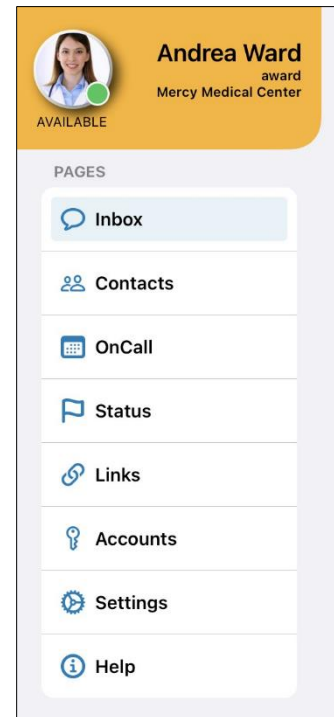 Andrea Ward
award
Mercy Medical Center
AVAILABLE
PAGES
Inbox
Contacts
OnCall
Status
Links
Accounts
Settings
Help